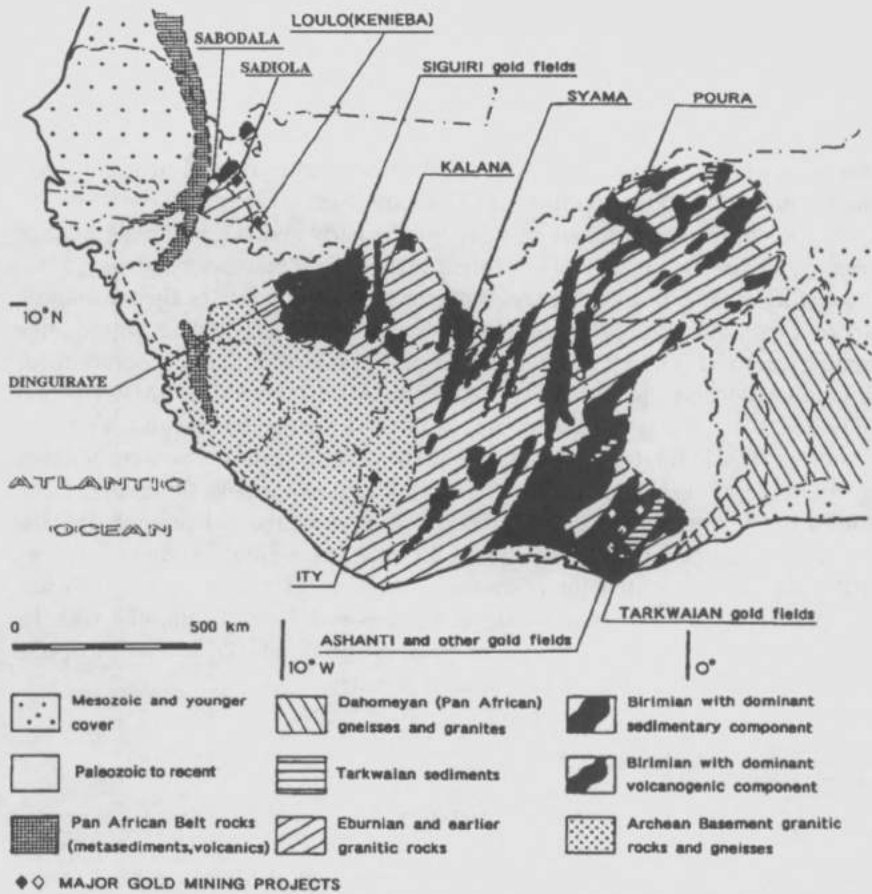 LOULO(KENIEBA)
SABODALA
SADIOLA
SIGUIRI gold fields
SYAMA
POURA
KALANA
10°N
DINGUIRAYE
ATLANTIC
OCEAN
ITY
TARKWAIAN gold fields
0 500 km
ASHANTI and other gold fields
10°W
0°
Mesozoic and younger
cover
Dahomeyan (Pan African)
gneisses and granites
Birimian with dominant
sedimentary component
Paleozoic to recent
Tarkwaian sediments
Birimian with dominant
volcanogenic component
Pan African Belt rocks
(metasediments,volcanics)
Eburnian and earlier
granitic rocks
Archean Basement granitic
rocks and gneisses
MAJOR GOLD MINING PROJECTS